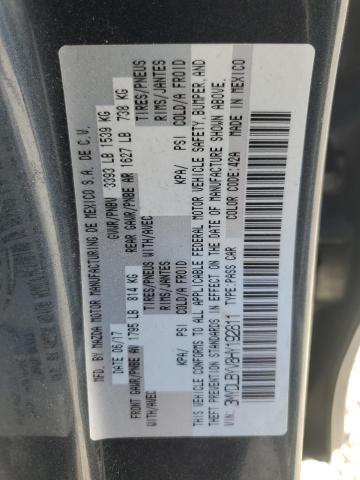 MFD. BY MAZDA MOTOR MANUFACTURING DE MEXICO S.A. DE C.V.
DATE 06/17 GVWR/PNBV 3393 LB 1539 KG
FRONT GAWR/PNBE AV 1795 LB 814 KG REAR GAWR/PNBE AR 1627 LB 738 KG
WITH/AVEC TIRES/PNEUS WITH/AVEC TIRES/PNEUS
RIMS/JANTES RIMS/JANTES
KPA/ PSI COLD/A FROID KPA/ PSI COLD/A FROID
THIS VEHICLE CONFORMS TO ALL APPLICABLE FEDERAL MOTOR VEHICLE SAFETY, BUMPER, AND
THEFT PREVENTION STANDARDS IN EFFECT ON THE DATE OF MANUFACTURE SHOWN ABOVE.
COLOR CODE:42A MADE IN MEXICO
VIN: 3MYDLBYV8HY192811 TYPE:PASS CAR